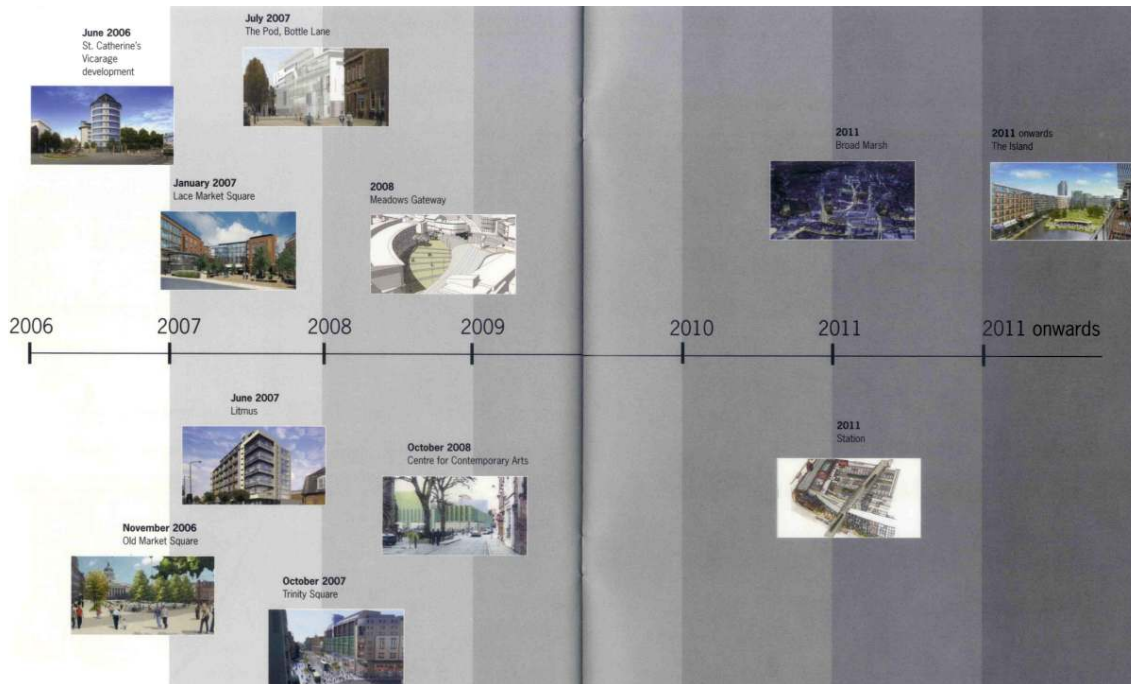 June 2006
St. Catherine's
Vicarage
development
July 2007
The Pod, Bottle Lane
January 2007
Lace Market Square
2008
Meadows Gateway
2011
Broad Marsh
2011 onwards
The Island
2006
2007
2008
2009
2010
2011
2011 onwards
June 2007
Litmus
October 2008
Centre for Contemporary Arts
2011
Station
November 2006
Old Market Square
October 2007
Trinity Square